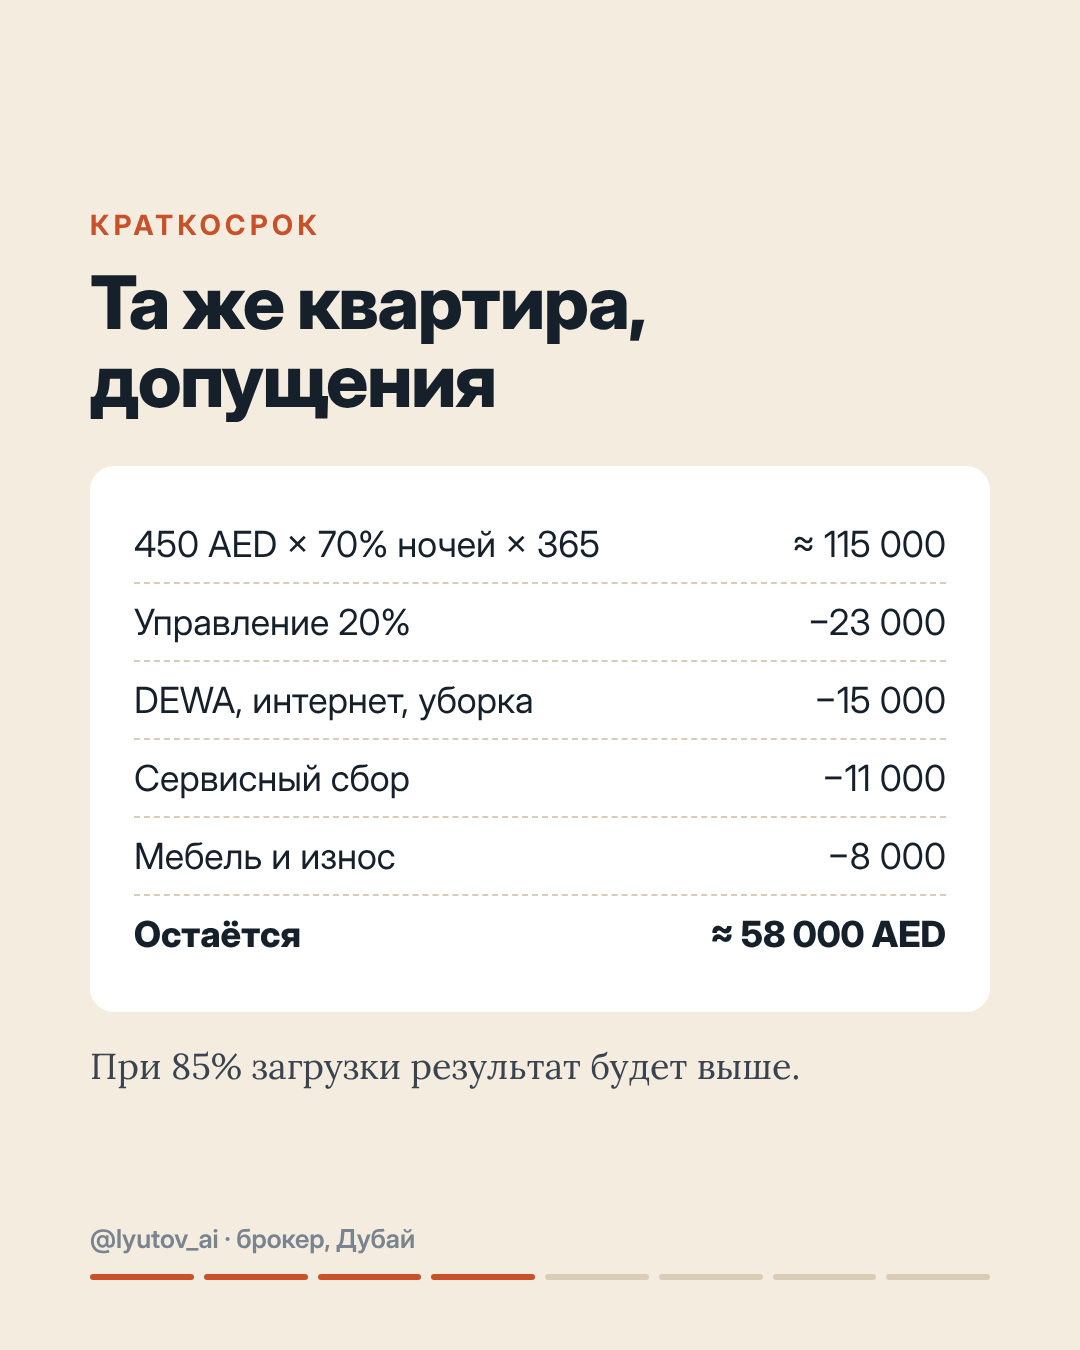 КРАТКОСРОК
Та же квартира,
допущения
450 AED × 70% ночей × 365 ≈ 115 000
Управление 20% −23 000
DEWA, интернет, уборка −15 000
Сервисный сбор −11 000
Мебель и износ −8 000
Остаётся ≈ 58 000 AED
При 85% загрузки результат будет выше.
@lyutov_ai · брокер, Дубай